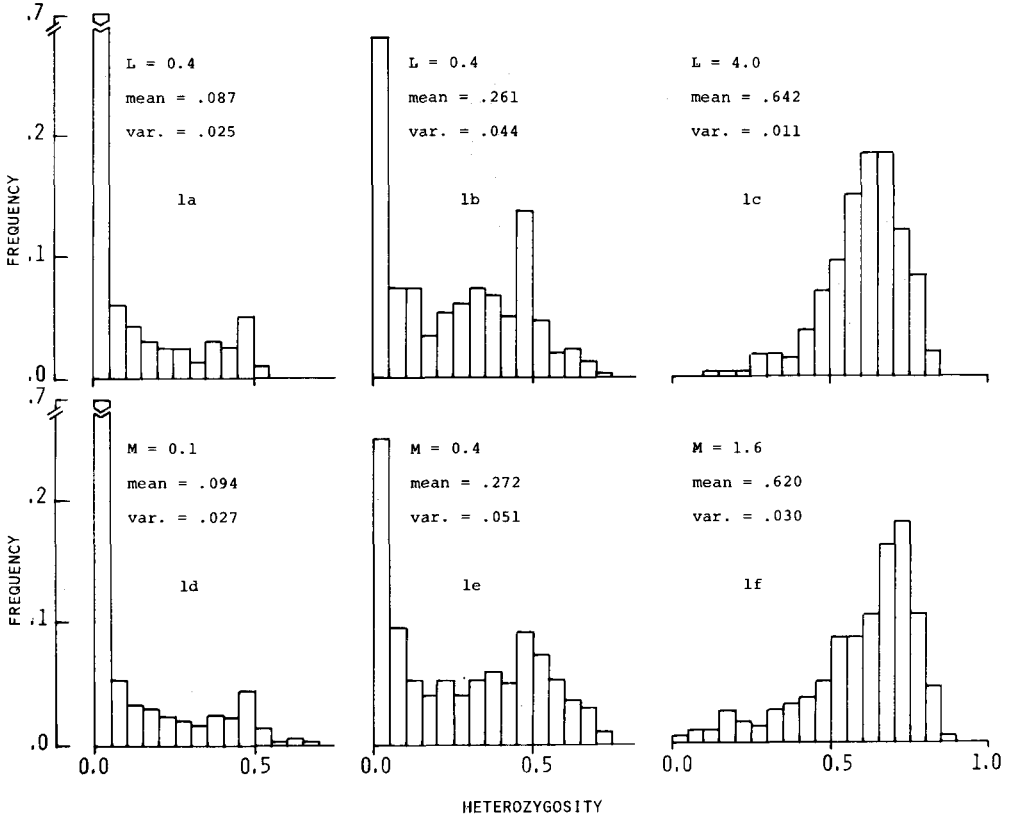 .7
L = 0.4
mean = .087
var. = .025
1a
L = 0.4
mean = .261
var. = .044
1b
L = 4.0
mean = .642
var. = .011
1c
.2
.1
.0
FREQUENCY
.7
M = 0.1
mean = .094
var. = .027
1d
M = 0.4
mean = .272
var. = .051
1e
M = 1.6
mean = .620
var. = .030
1f
.2
.1
.0
FREQUENCY
0.0 0.5 0.0 0.5 0.0 0.5 1.0
HETEROZYGOSITY